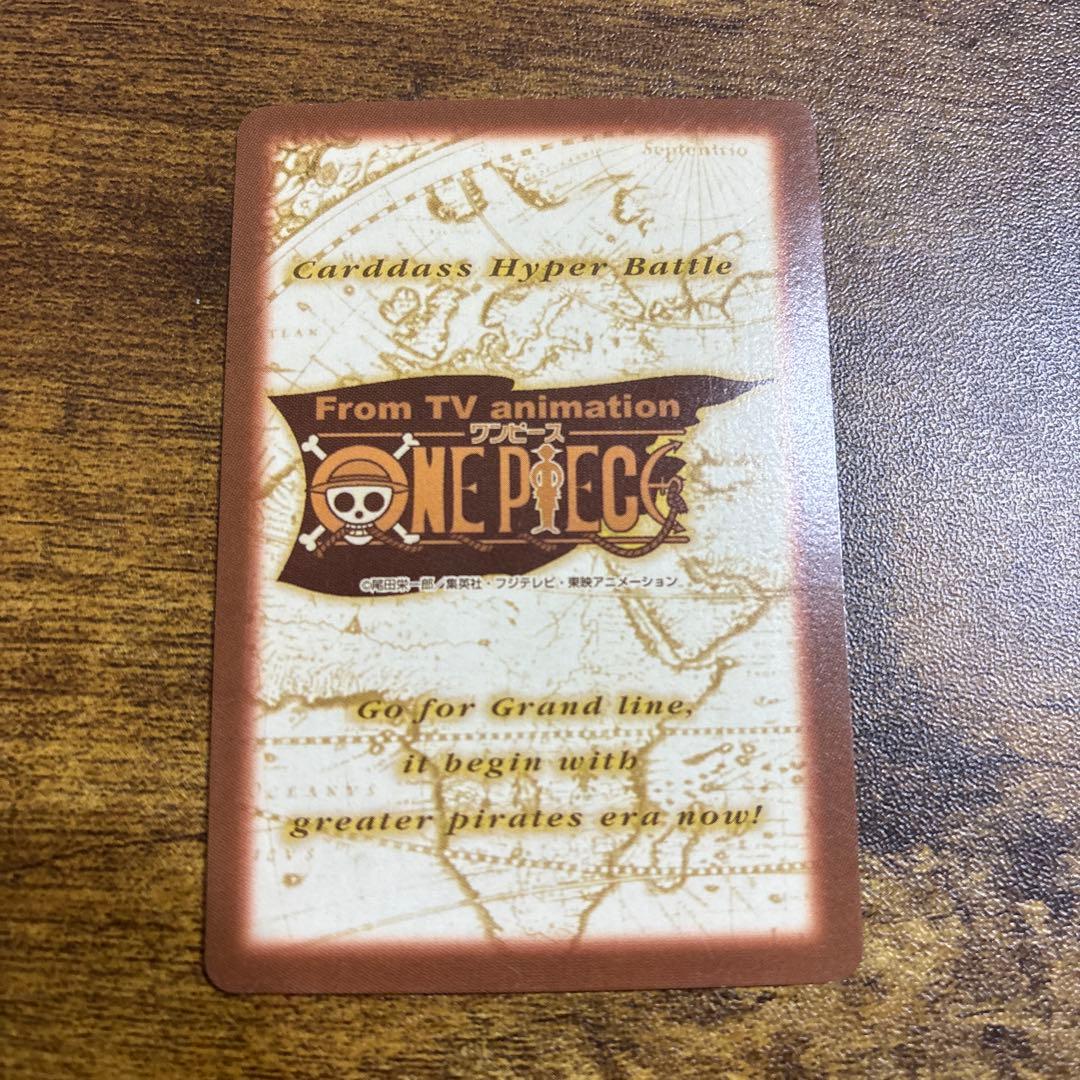 Septentrio
Carddass Hyper Battle
From TV animation
ワンピース
ONE PIECE
©尾田栄一郎/集英社・フジテレビ・東映アニメーション
Go for Grand line,
it begin with
greater pirates era now!